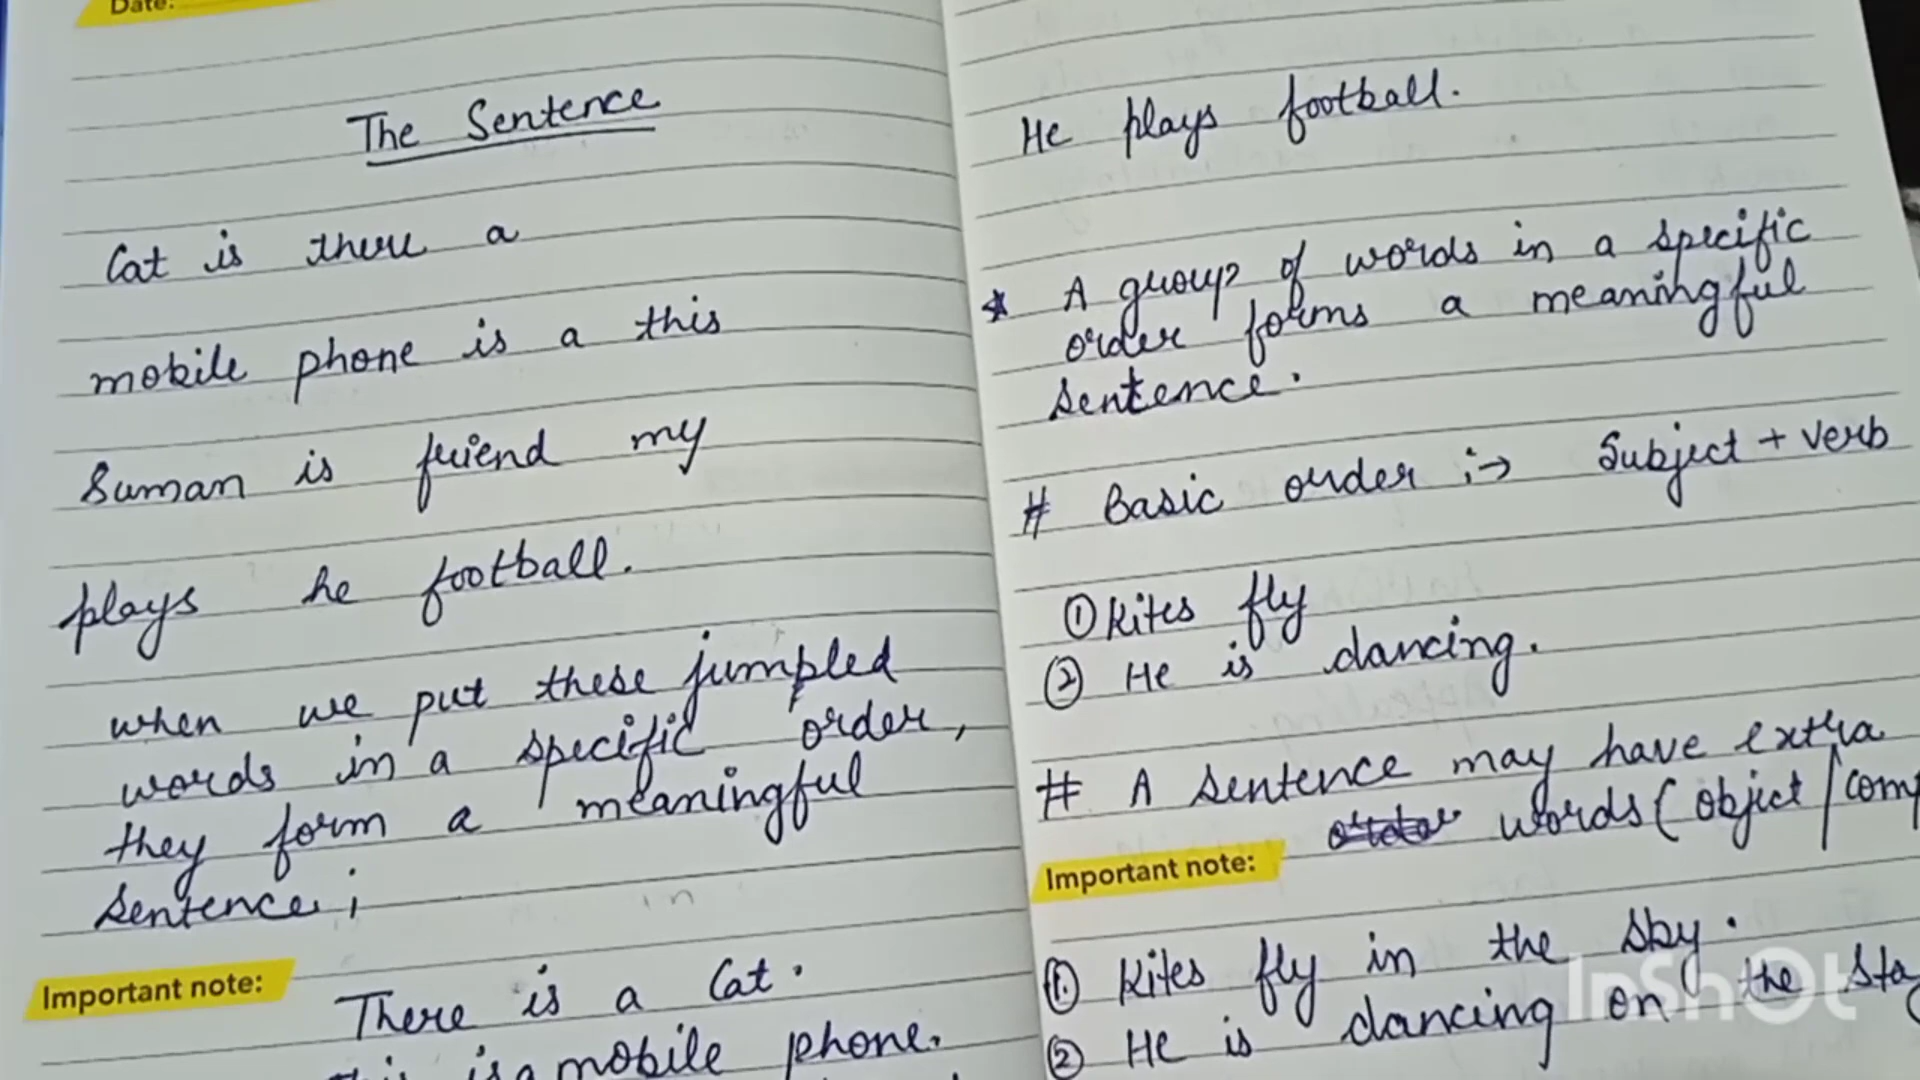 Date:
The Sentence
Cat is there a
mobile phone is a this
Suman is friend my
plays he football.
when we put these jumpled
words in a specific order,
they form a meaningful
sentence ;
Important note:
There is a Cat.
is a mobile phone.
He plays football.
* A group of words in a specific
order forms a meaningful
sentence.
# Basic order :→ Subject + verb
① Kites fly
② He is dancing.
# A sentence may have extra
words ( object /
Important note:
①. Kites fly in the sky.
② He is dancing on the
InShOt